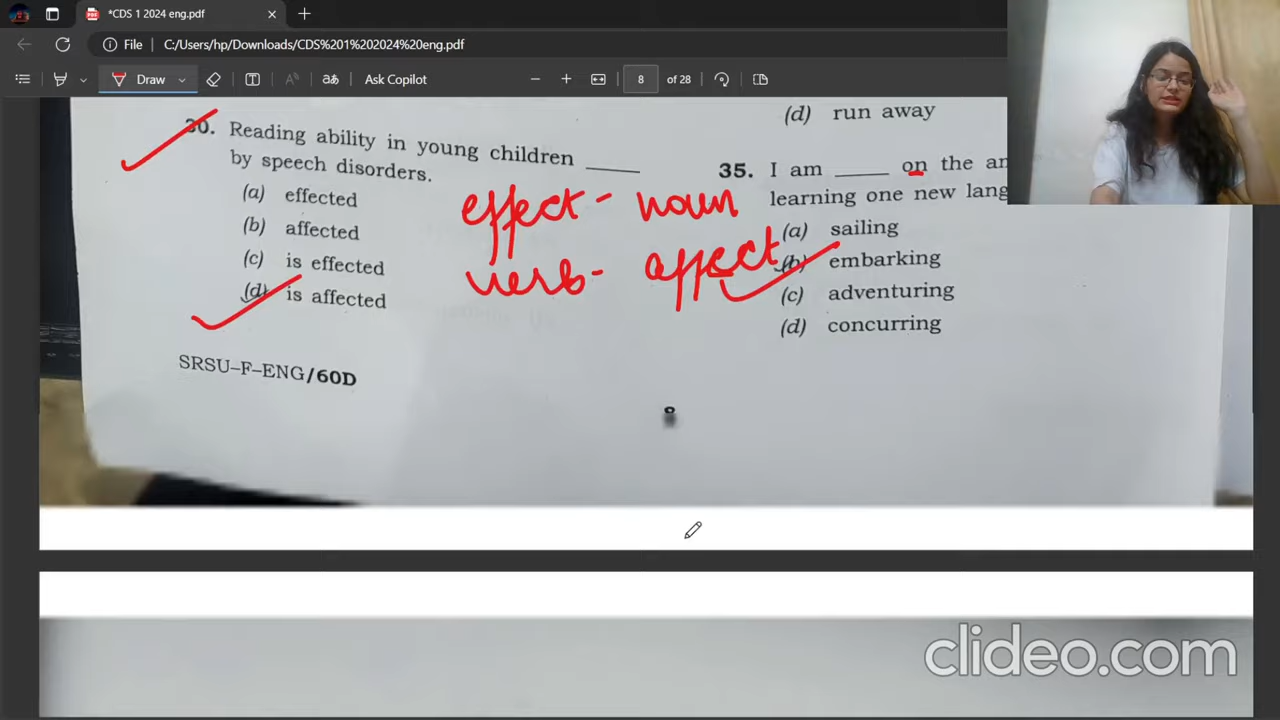 *CDS 1 2024 eng.pdf
File C:/Users/hp/Downloads/CDS%201%202024%20eng.pdf
Draw
Ask Copilot
8 of 28
30. Reading ability in young children ____
by speech disorders.
(a) effected
(b) affected
(c) is effected
(d) is affected
effect - noun
verb - affect
SRSU-F-ENG/60D
(d) run away
35. I am ____ on the
learning one new
(a) sailing
(b) embarking
(c) adventuring
(d) concurring
clideo.com